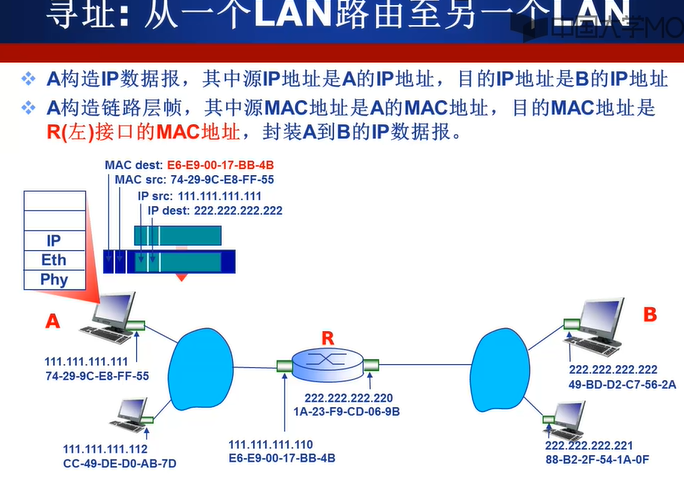 寻址: 从一个LAN路由至另一个LAN
中国大学MO
A构造IP数据报，其中源IP地址是A的IP地址，目的IP地址是B的IP地址
A构造链路层帧，其中源MAC地址是A的MAC地址，目的MAC地址是
R(左)接口的MAC地址，封装A到B的IP数据报。
MAC dest: E6-E9-00-17-BB-4B
MAC src: 74-29-9C-E8-FF-55
IP src: 111.111.111.111
IP dest: 222.222.222.222
IP
Eth
Phy
A
R
B
111.111.111.111
74-29-9C-E8-FF-55
222.222.222.222
49-BD-D2-C7-56-2A
222.222.222.220
1A-23-F9-CD-06-9B
111.111.111.112
CC-49-DE-D0-AB-7D
111.111.111.110
E6-E9-00-17-BB-4B
222.222.222.221
88-B2-2F-54-1A-0F